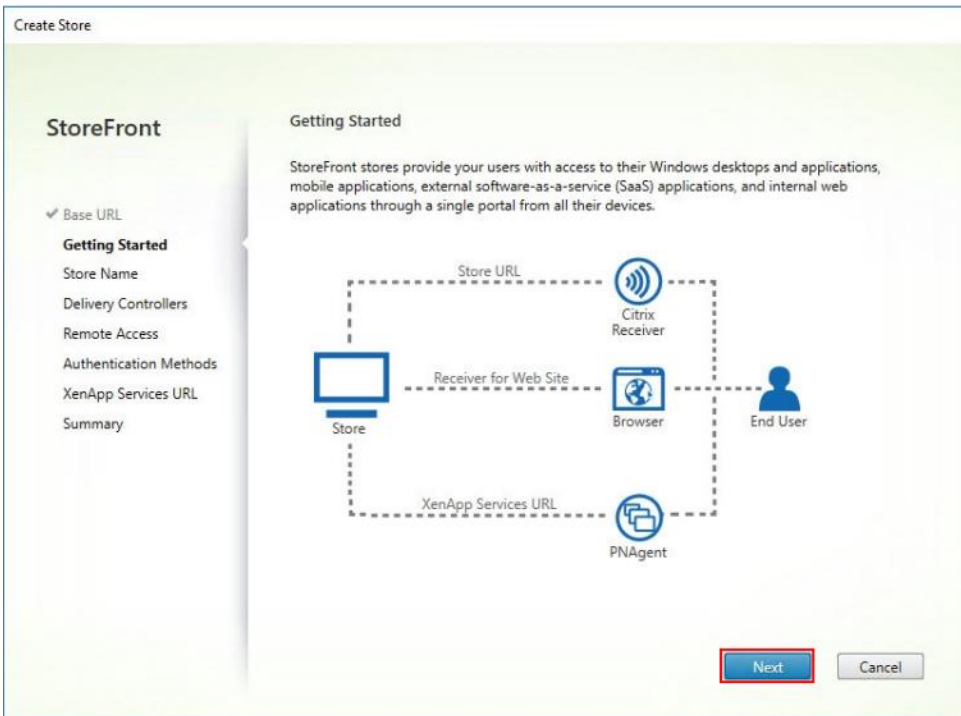 Create Store
StoreFront
Base URL
Getting Started
Store Name
Delivery Controllers
Remote Access
Authentication Methods
XenApp Services URL
Summary
Getting Started
StoreFront stores provide your users with access to their Windows desktops and applications,
mobile applications, external software-as-a-service (SaaS) applications, and internal web
applications through a single portal from all their devices.
Store URL
Citrix
Receiver
Receiver for Web Site
Store
Browser
End User
XenApp Services URL
PNAgent
Next
Cancel